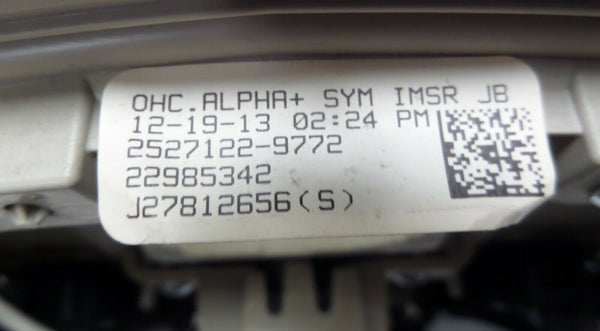 OHC.ALPHA+ SYM IMSR JB
12-19-13 02:24 PM
2527122-9772
22985342
J27812656(S)